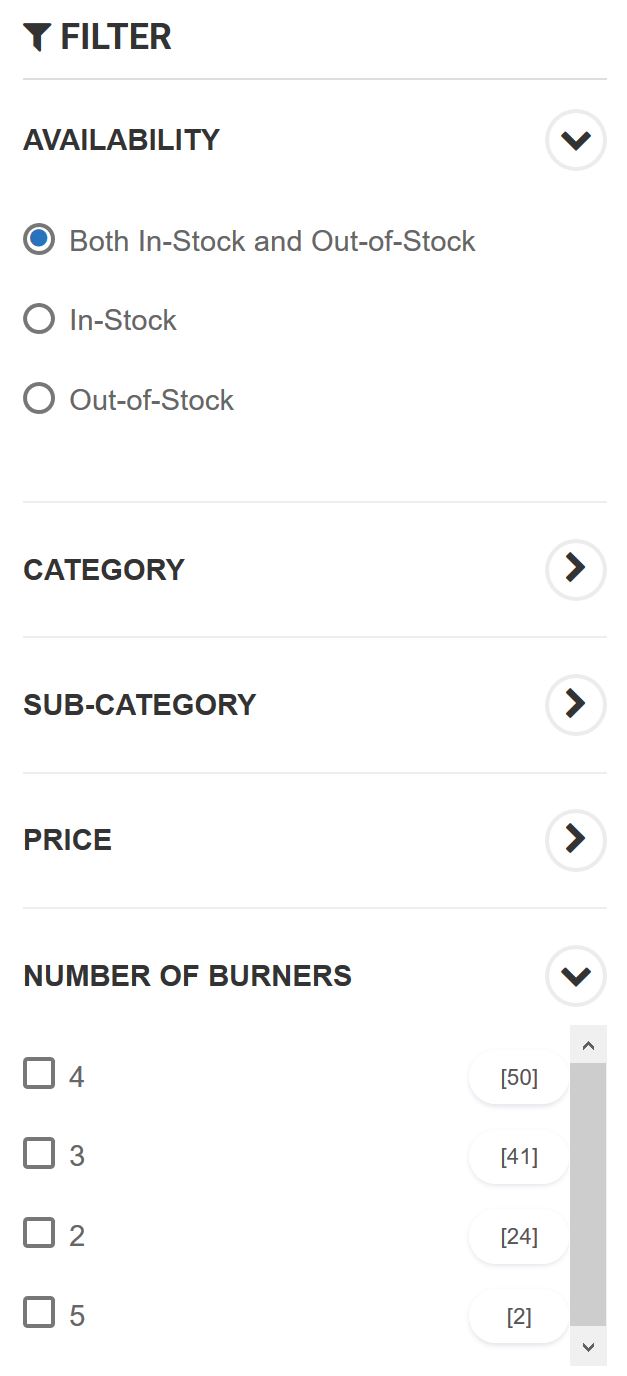 FILTER
AVAILABILITY
Both In-Stock and Out-of-Stock
In-Stock
Out-of-Stock
CATEGORY
SUB-CATEGORY
PRICE
NUMBER OF BURNERS
4 [50]
3 [41]
2 [24]
5 [2]